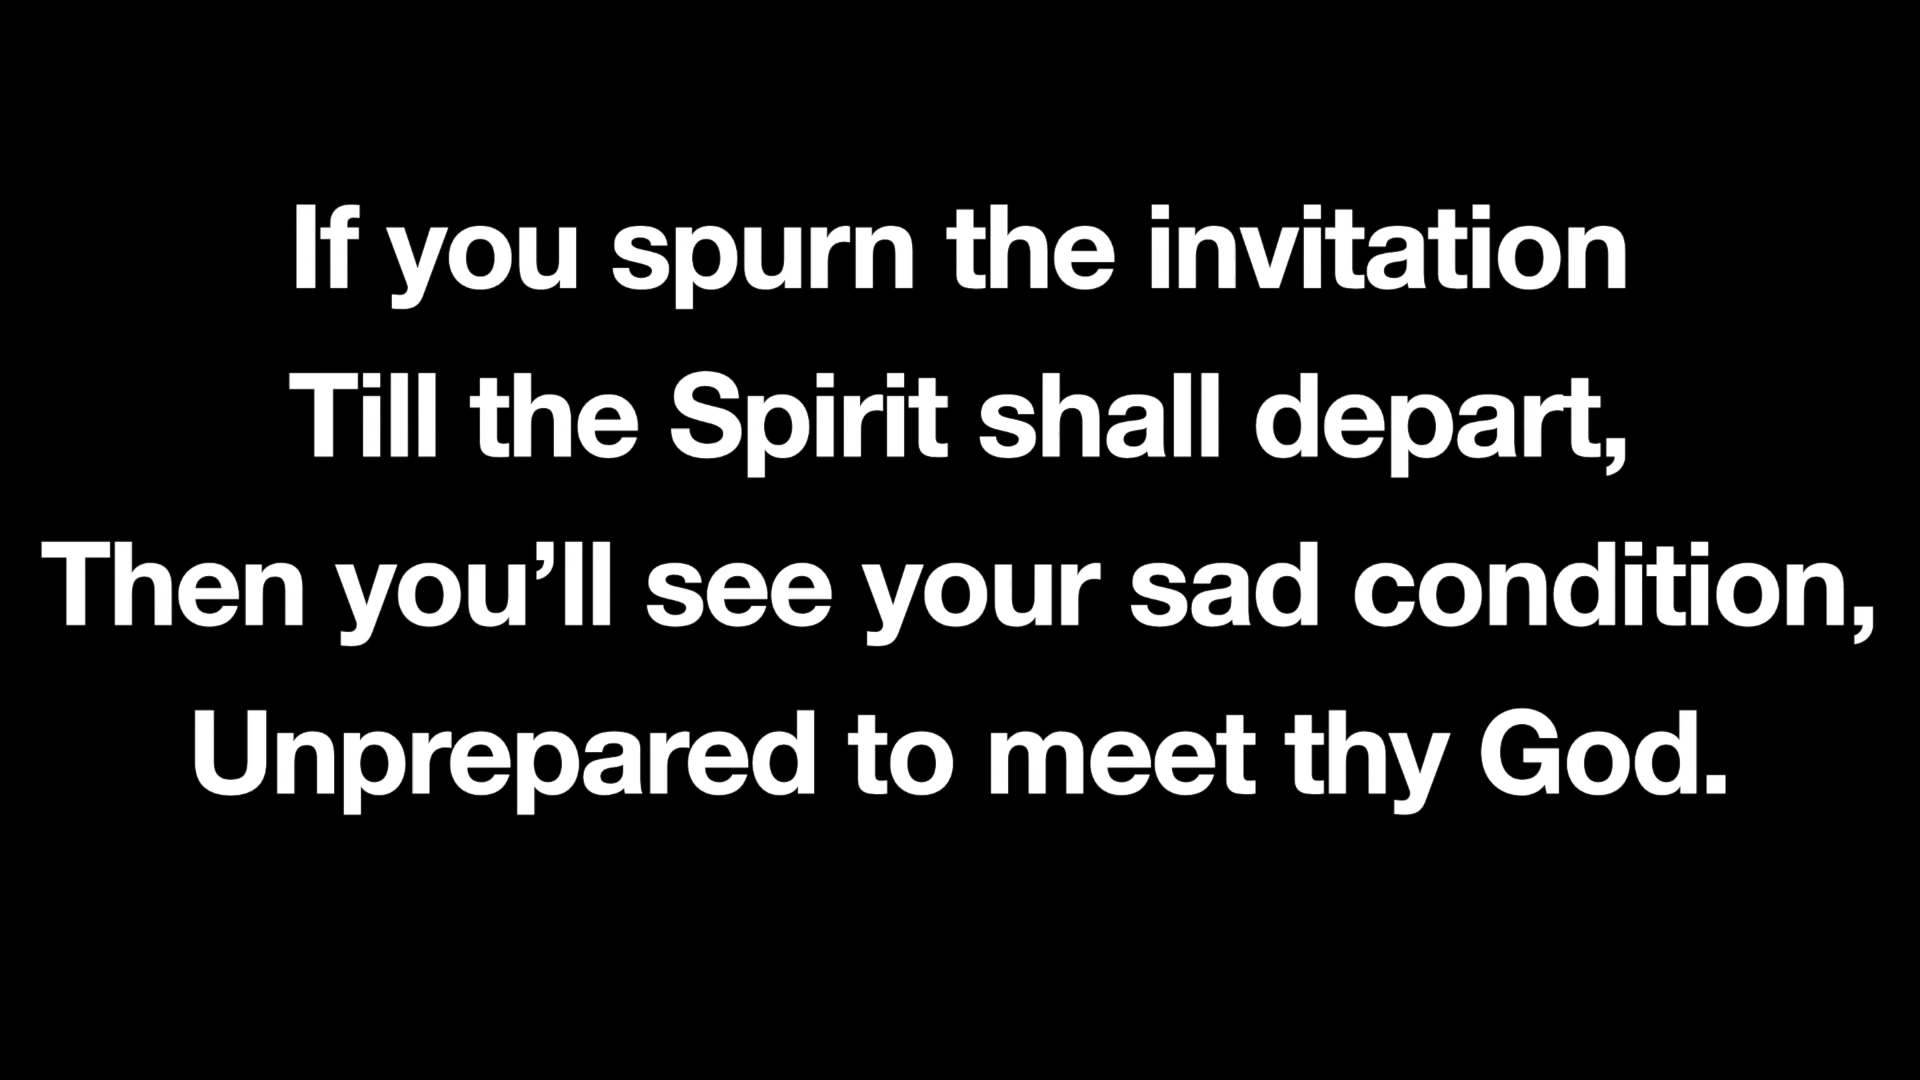 If you spurn the invitation
Till the Spirit shall depart,
Then you’ll see your sad condition,
Unprepared to meet thy God.